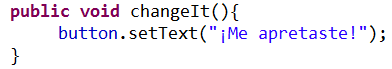 public void changeIt(){
button.setText("¡Me apretaste!");
}